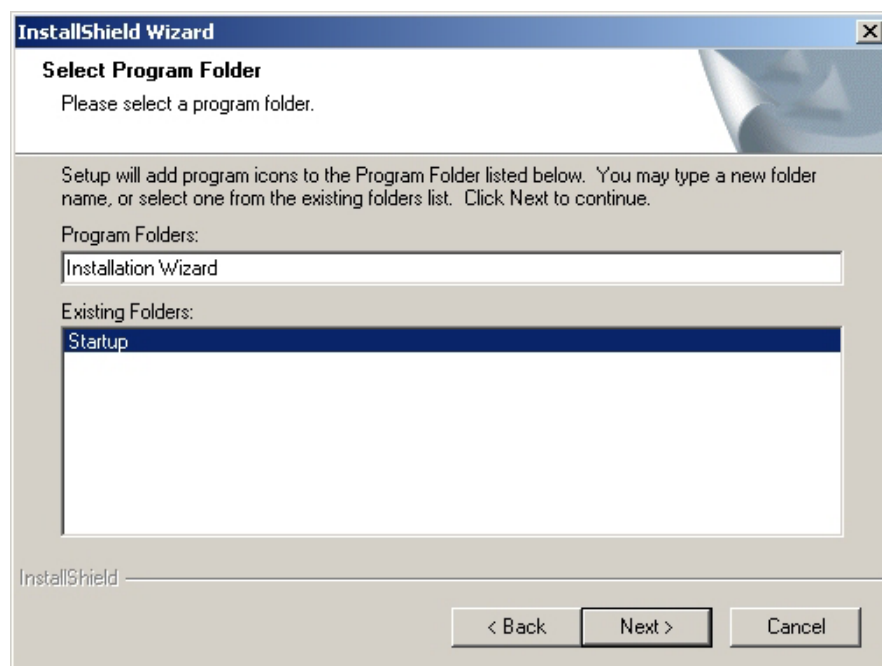 InstallShield Wizard
Select Program Folder
Please select a program folder.
Setup will add program icons to the Program Folder listed below.  You may type a new folder
name, or select one from the existing folders list.  Click Next to continue.
Program Folders:
Installation Wizard
Existing Folders:
Startup
InstallShield
< Back
Next >
Cancel